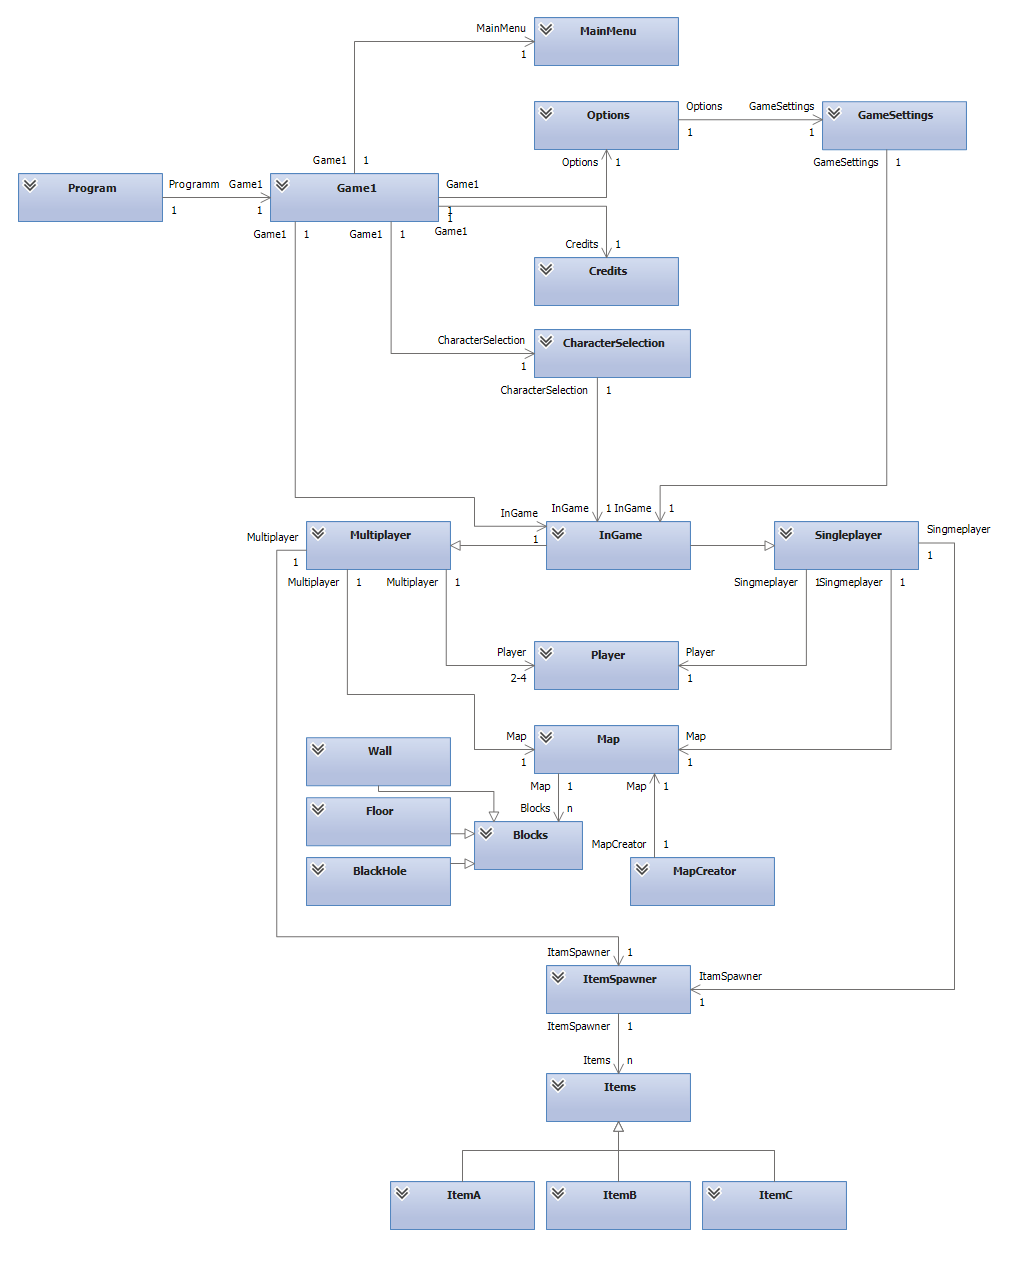 MainMenu
MainMenu
1
Options
Options
GameSettings
GameSettings
1
1
Game1
1
Options
1
GameSettings
1
Program
Programm
Game1
1
1
Game1
Game1
1
1
Game1
Game1
1
Game1
1
Credits
1
Credits
CharacterSelection
1
CharacterSelection
CharacterSelection
1
InGame
1
InGame
1
InGame
1
InGame
Multiplayer
1
Multiplayer
Multiplayer
1
Multiplayer
1
Singleplayer
Singmeplayer
1
Singmeplayer
1
Singmeplayer
1
Player
2-4
Player
Player
1
Map
1
Map
Map
1
Wall
Floor
BlackHole
Map
1
Blocks
n
Blocks
Map
1
MapCreator
1
MapCreator
ItamSpawner
1
ItemSpawner
ItamSpawner
1
ItemSpawner
1
Items
n
Items
ItemA
ItemB
ItemC